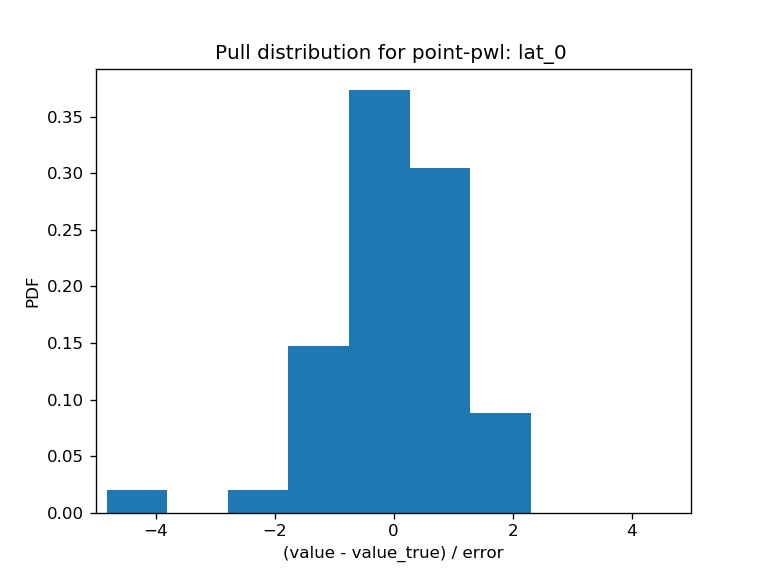 Pull distribution for point-pwl: lat_0
0.35
0.30
0.25
0.20
0.15
0.10
0.05
0.00
PDF
−4 −2 0 2 4
(value - value_true) / error